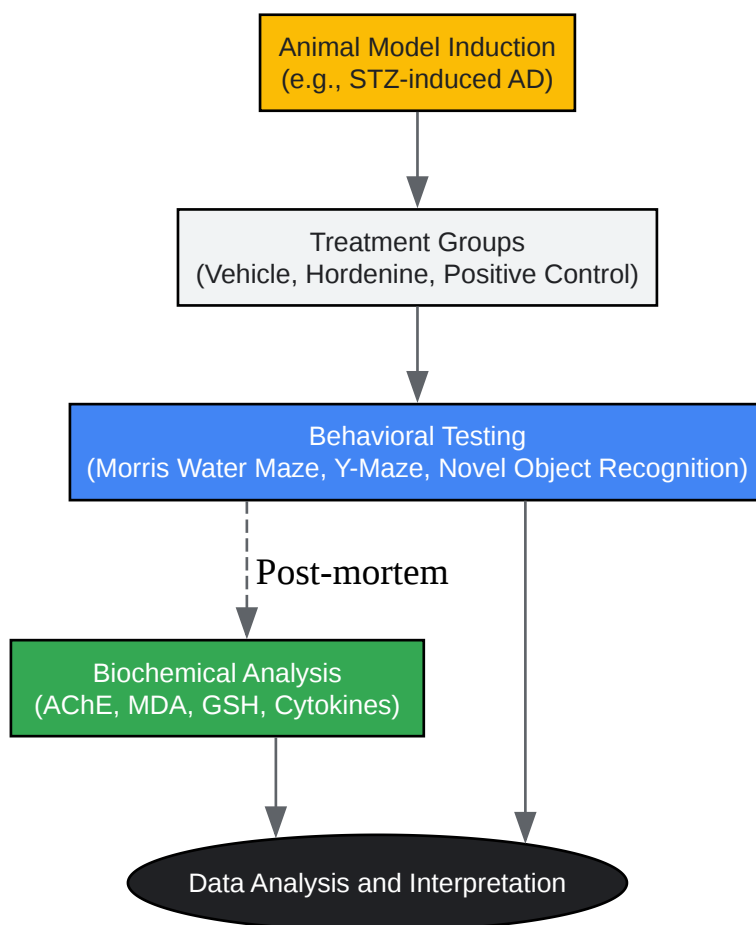 Animal Model Induction
(e.g., STZ-induced AD)
Treatment Groups
(Vehicle, Hordenine, Positive Control)
Behavioral Testing
(Morris Water Maze, Y-Maze, Novel Object Recognition)
Post-mortem
Biochemical Analysis
(AChE, MDA, GSH, Cytokines)
Data Analysis and Interpretation